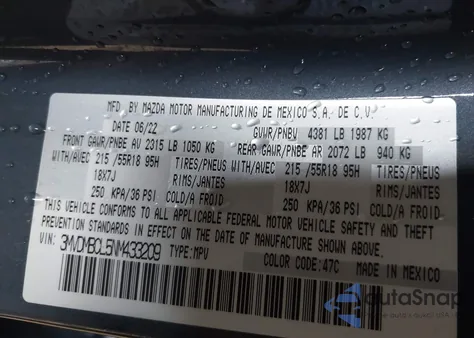 MFD. BY MAZDA MOTOR MANUFACTURING DE MEXICO S.A. DE C.V.
DATE 06/22 GVWR/PNBV 4381 LB 1987 KG
FRONT GAWR/PNBE AV 2315 LB 1050 KG REAR GAWR/PNBE AR 2072 LB 940 KG
WITH/AVEC 215 /55R18 95H TIRES/PNEUS WITH/AVEC 215 /55R18 95H TIRES/PNEUS
18X7J RIMS/JANTES 18X7J RIMS/JANTES
250 KPA/36 PSI COLD/A FROID 250 KPA/36 PSI COLD/A FROID
THIS VEHICLE CONFORMS TO ALL APPLICABLE FEDERAL MOTOR VEHICLE SAFETY AND THEFT
PREVENTION STANDARDS IN EFFECT ON THE DATE OF MANUFACTURE SHOWN ABOVE.
VIN: 3MVDMBCL5NM433209 TYPE:MPV
COLOR CODE:47C MADE IN MEXICO
autaSnap